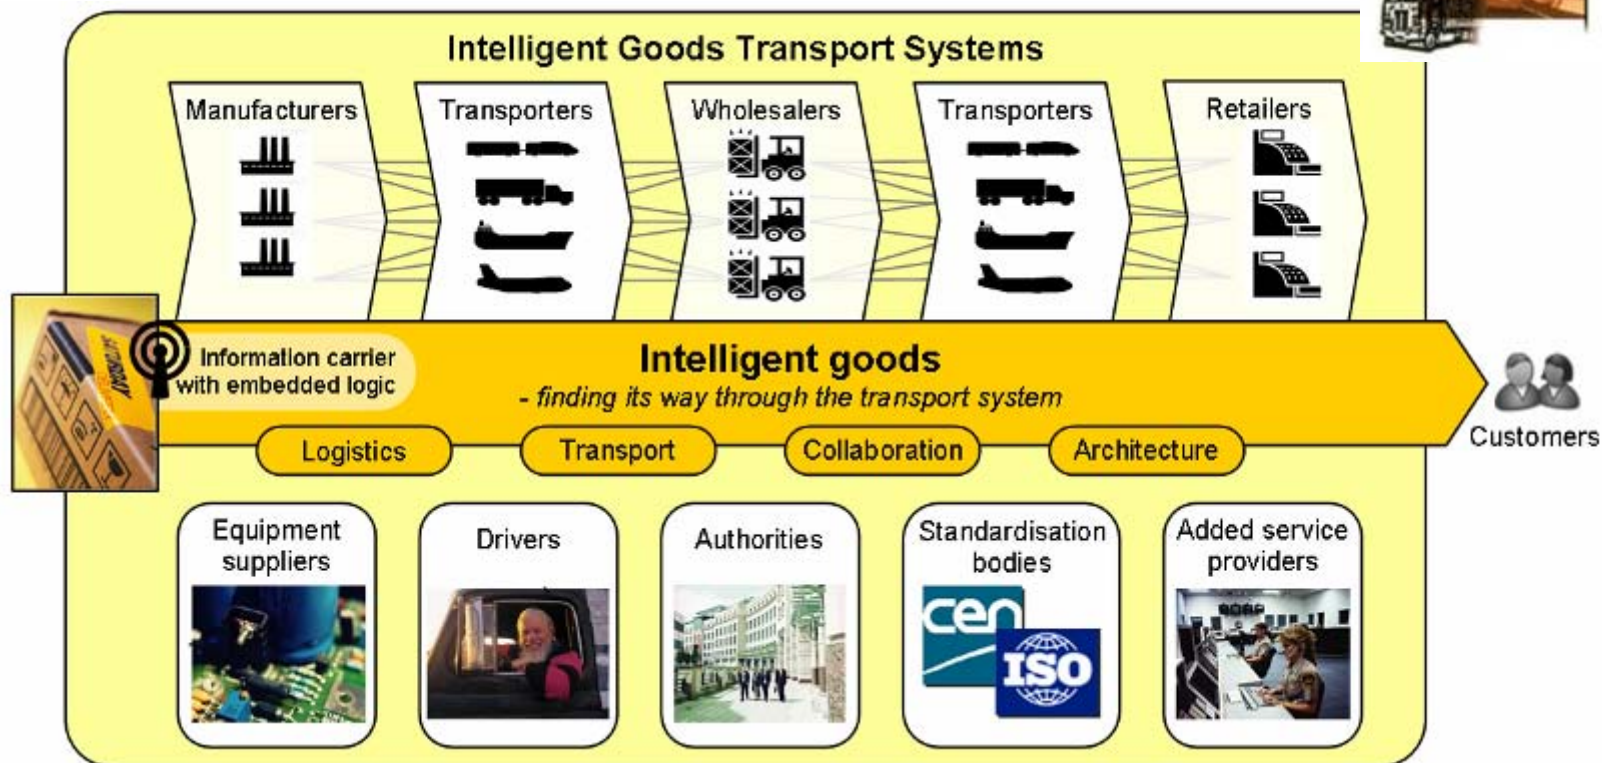 Intelligent Goods Transport Systems
Manufacturers
Transporters
Wholesalers
Transporters
Retailers
Information carrier
with embedded logic
Intelligent goods
- finding its way through the transport system
Customers
Logistics
Transport
Collaboration
Architecture
Equipment
suppliers
Drivers
Authorities
Standardisation
bodies
Added service
providers
cen
ISO